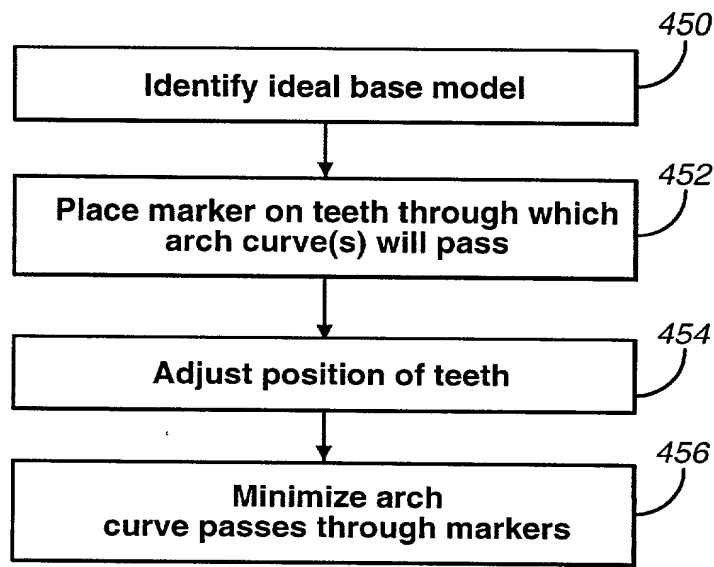 450
Identify ideal base model
452
Place marker on teeth through which
arch curve(s) will pass
454
Adjust position of teeth
456
Minimize arch
curve passes through markers